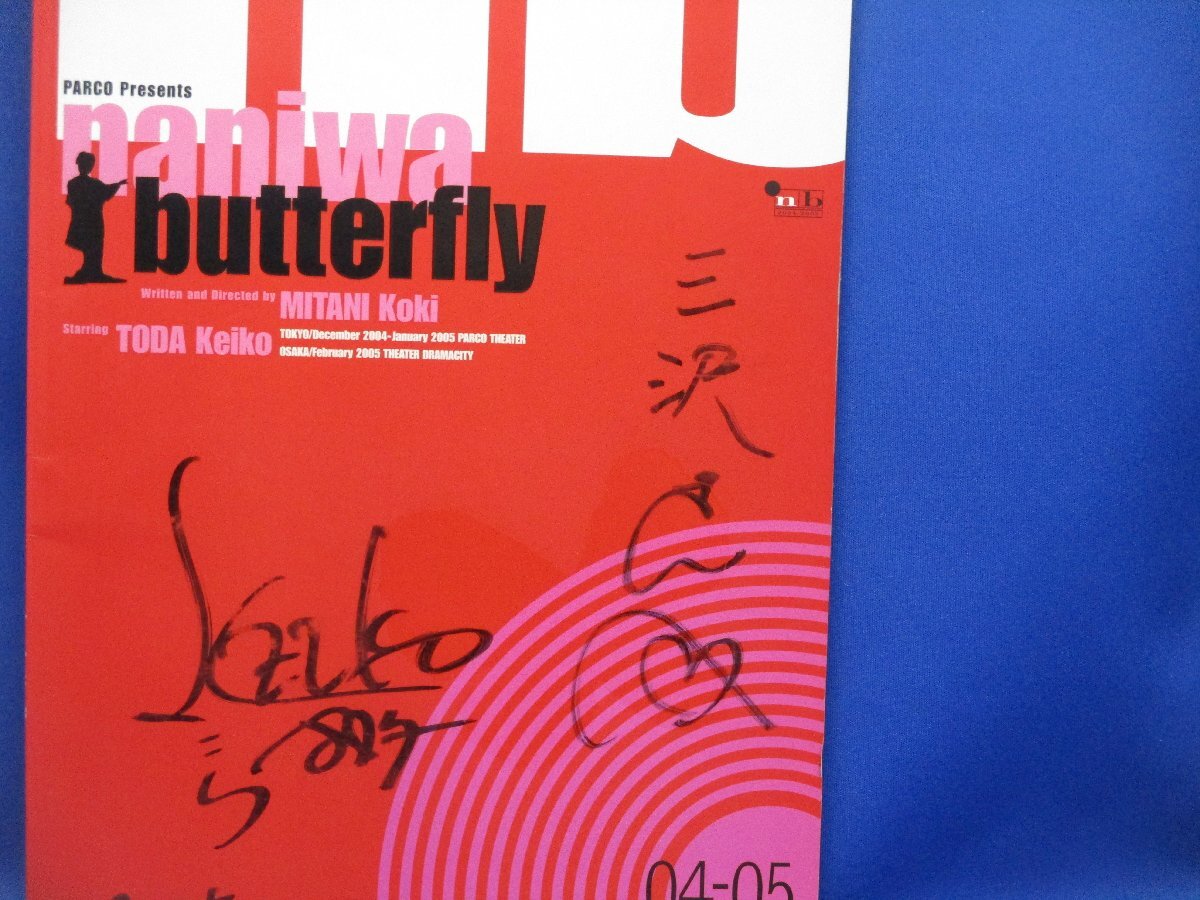 PARCO Presents
naniwa
butterfly
Written and Directed by MITANI Koki
Starring TODA Keiko
TOKYO/December 2004-January 2005 PARCO THEATER
OSAKA/February 2005 THEATER DRAMACITY
nb
三沢
Keiko
04-05